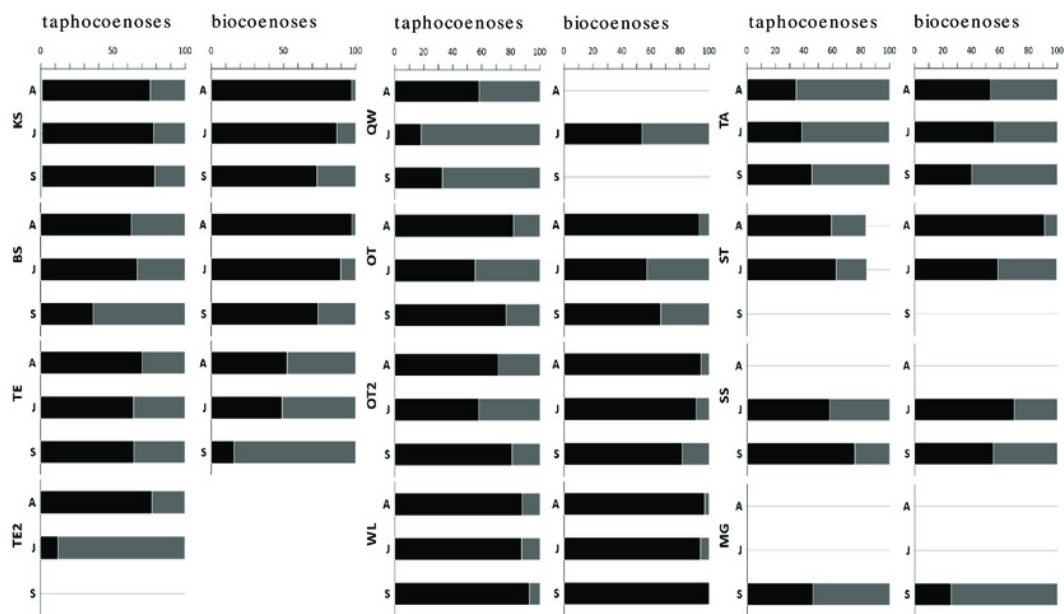 taphocoenoses biocoenoses taphocoenoses biocoenoses taphocoenoses biocoenoses
0 50 100 0 50 100 0 20 40 60 80 100 0 20 40 60 80 100 0 20 40 60 80 100 0 20 40 60 80 100
A A A A A A
KS QW TA
J J J J J J
S S S S S S
A A A A A A
BS OT ST
J J J J J J
S S S S S S
A A A A A A
TE OT2 SS
J J J J J J
S S S S S S
A A A A A
TE2 WL MG
J J J J J
S S S S S